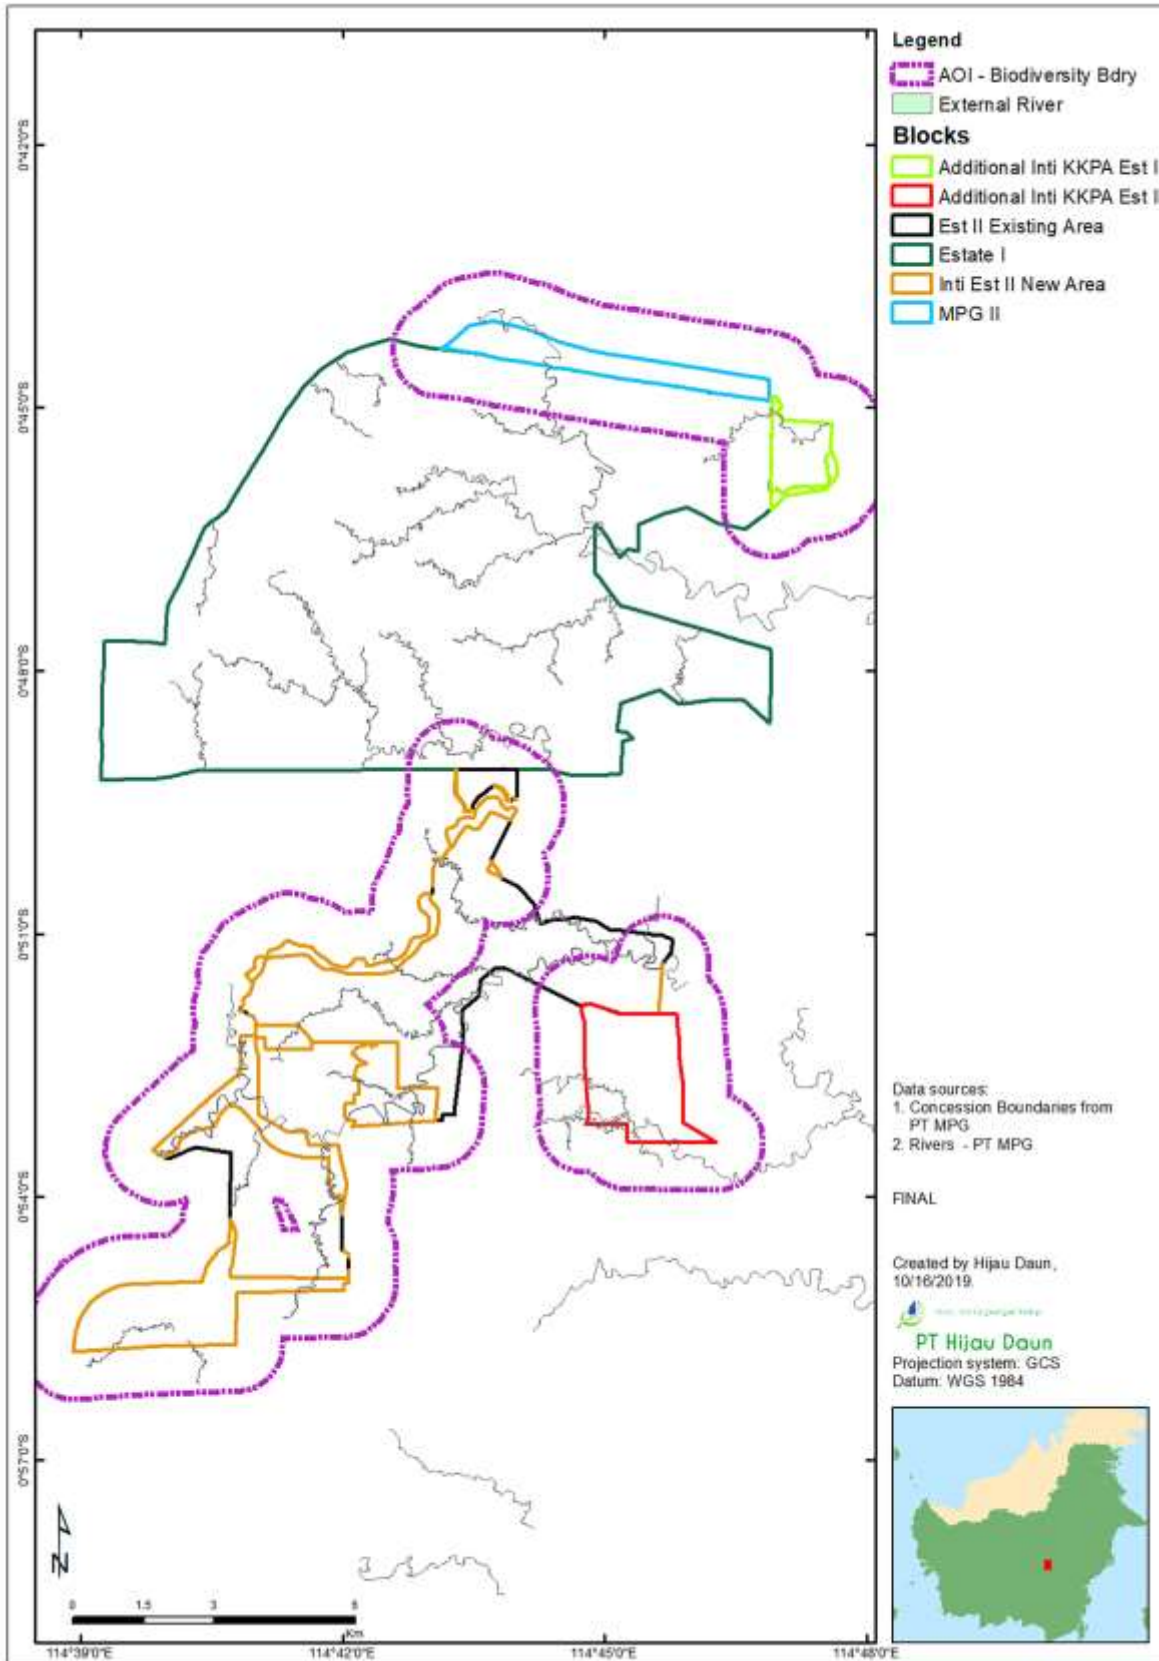 Legend
AOI - Biodiversity Bdry
External River
Blocks
Additional Inti KKPA Est I
Additional Inti KKPA Est I
Est II Existing Area
Estate I
Inti Est II New Area
MPG II
0°42'0"S
0°45'0"S
0°48'0"S
0°51'0"S
0°54'0"S
0°57'0"S
Data sources:
1. Concession Boundaries from
PT MPG
2. Rivers - PT MPG
FINAL
Created by Hijau Daun,
10/16/2019.
PT Hijau Daun
Projection system: GCS
Datum: WGS 1984
N
0 1.5 3 6
Km
114°39'0"E 114°42'0"E 114°45'0"E 114°48'0"E